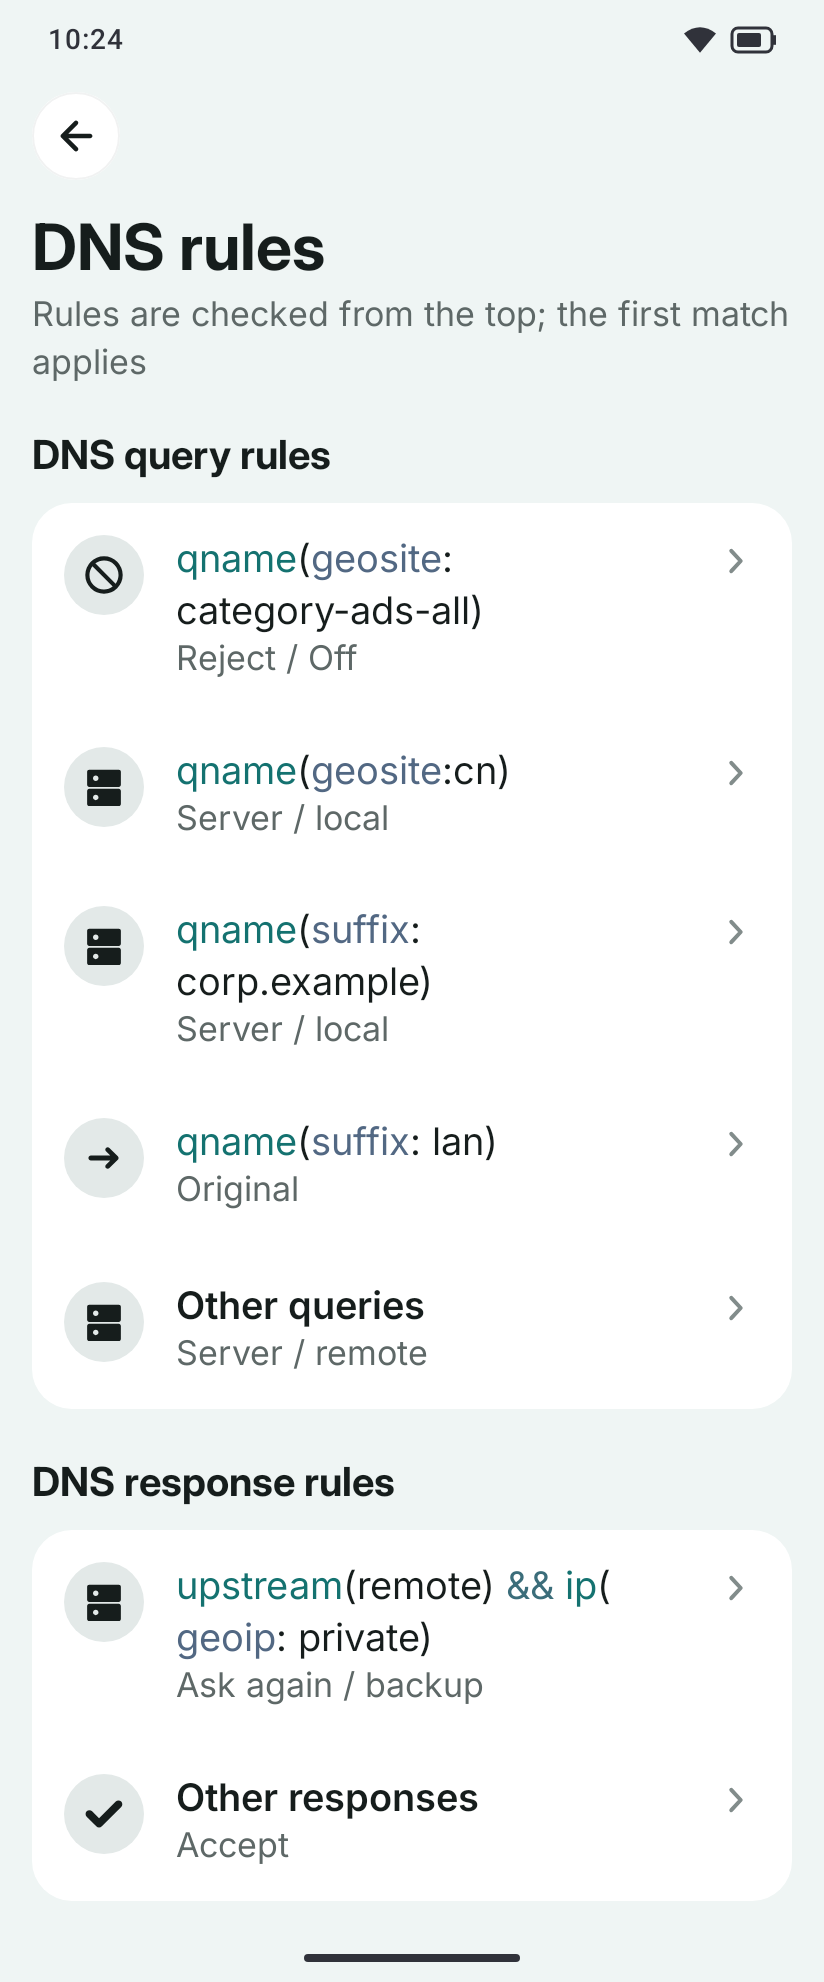 10:24
DNS rules
Rules are checked from the top; the first match
applies
DNS query rules
qname(geosite:
category-ads-all)
Reject / Off
qname(geosite:cn)
Server / local
qname(suffix:
corp.example)
Server / local
qname(suffix: lan)
Original
Other queries
Server / remote
DNS response rules
upstream(remote) && ip(
geoip: private)
Ask again / backup
Other responses
Accept